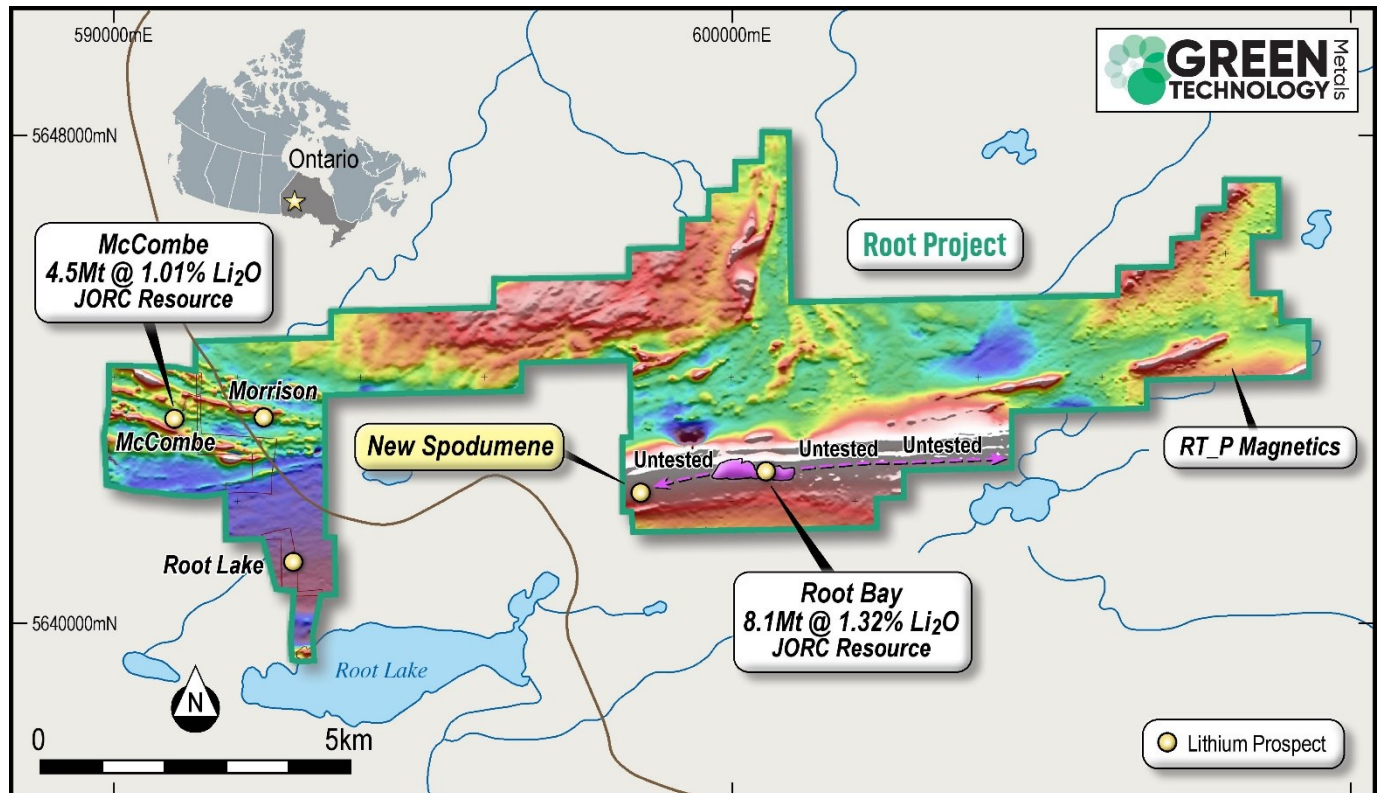 590000mE
600000mE
GREEN
TECHNOLOGY
Metals
5648000mN
Ontario
McCombe
4.5Mt @ 1.01% Li₂O
JORC Resource
Root Project
Morrison
McCombe
New Spodumene
Untested
Untested
Untested
RT_P Magnetics
Root Lake
Root Bay
8.1Mt @ 1.32% Li₂O
JORC Resource
5640000mN
Root Lake
N
0
5km
Lithium Prospect